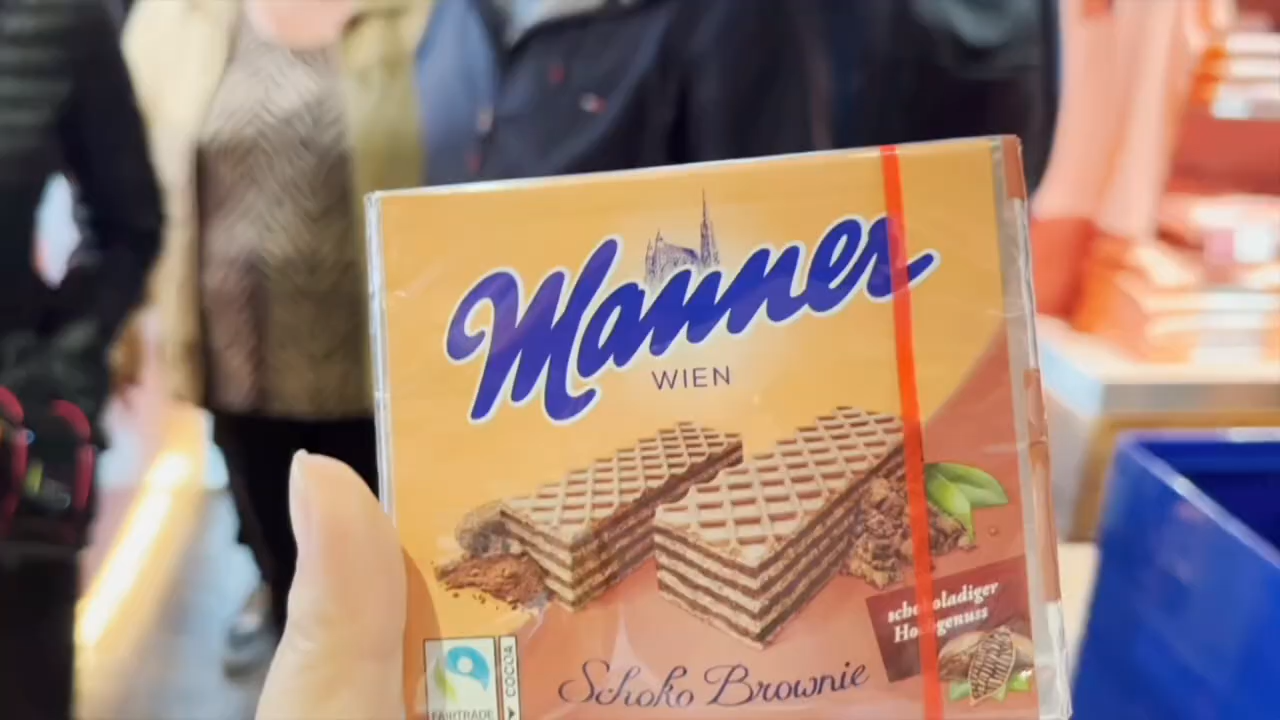 Manner
WIEN
schokoladiger
Hochgenuss
Schoko Brownie
FAIRTRADE
COCOA